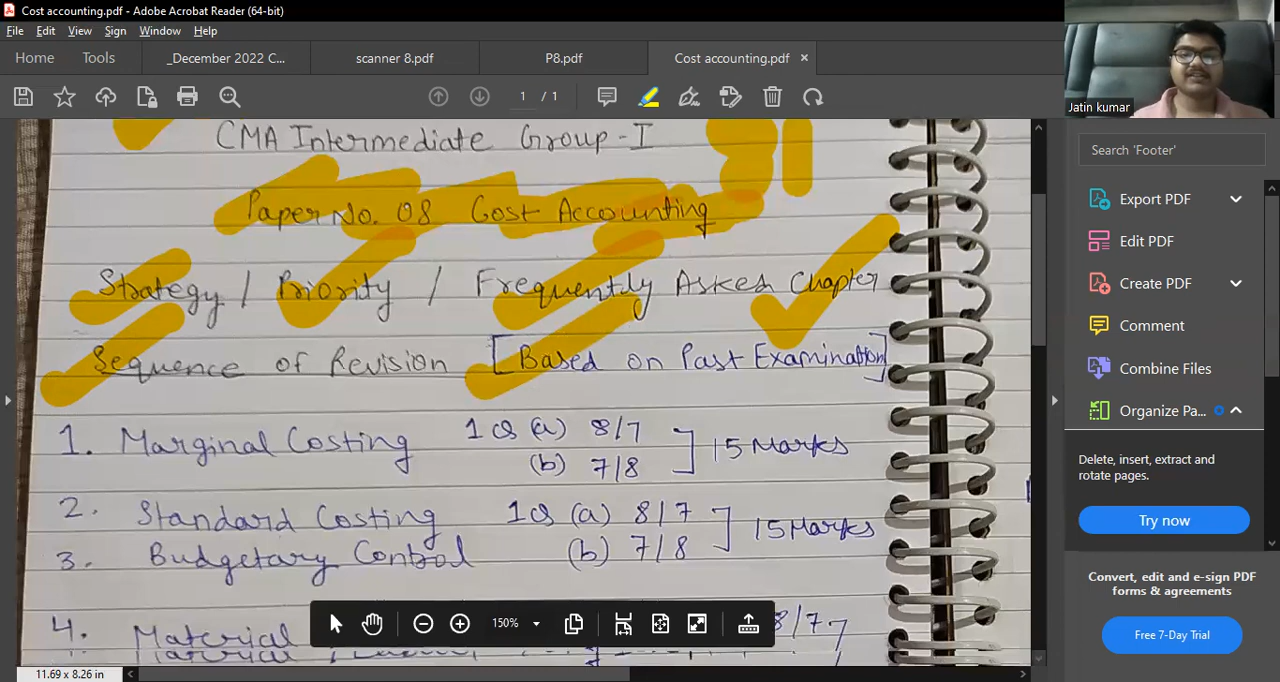 Cost accounting.pdf - Adobe Acrobat Reader (64-bit)
File Edit View Sign Window Help
Home Tools _December 2022 C... scanner 8.pdf P8.pdf Cost accounting.pdf ×
1 / 1
Jatin kumar
CMA Intermediate Group - I
Paper No. 08 Cost Accounting
Strategy / Priority / Frequently Asked Chapter
Sequence of Revision [Based on Past Examination]
1. Marginal Costing 1 Q (a) 8/7
(b) 7/8 ] 15 Marks
2. Standard Costing 1 Q (a) 8/7
3. Budgetary Control (b) 7/8 ] 15 Marks
4. Material 8/7
150%
11.69 x 8.26 in
Search 'Footer'
Export PDF
Edit PDF
Create PDF
Comment
Combine Files
Organize Pa...
Delete, insert, extract and
rotate pages.
Try now
Convert, edit and e-sign PDF
forms & agreements
Free 7-Day Trial